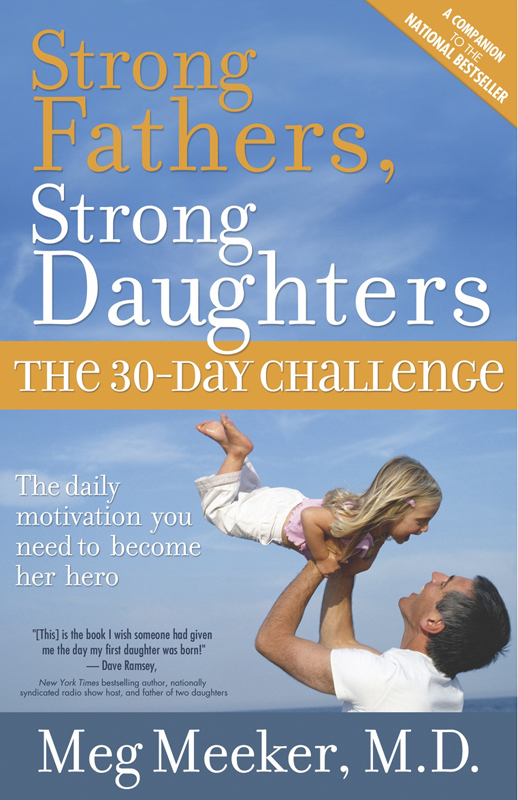 A COMPANION
TO THE
NATIONAL BESTSELLER
Strong
Fathers,
Strong
Daughters
THE 30-DAY CHALLENGE
The daily
motivation you
need to become
her hero
"[This] is the book I wish someone had given
me the day my first daughter was born!"
— Dave Ramsey,
New York Times bestselling author, nationally
syndicated radio show host, and father of two daughters
Meg Meeker, M.D.